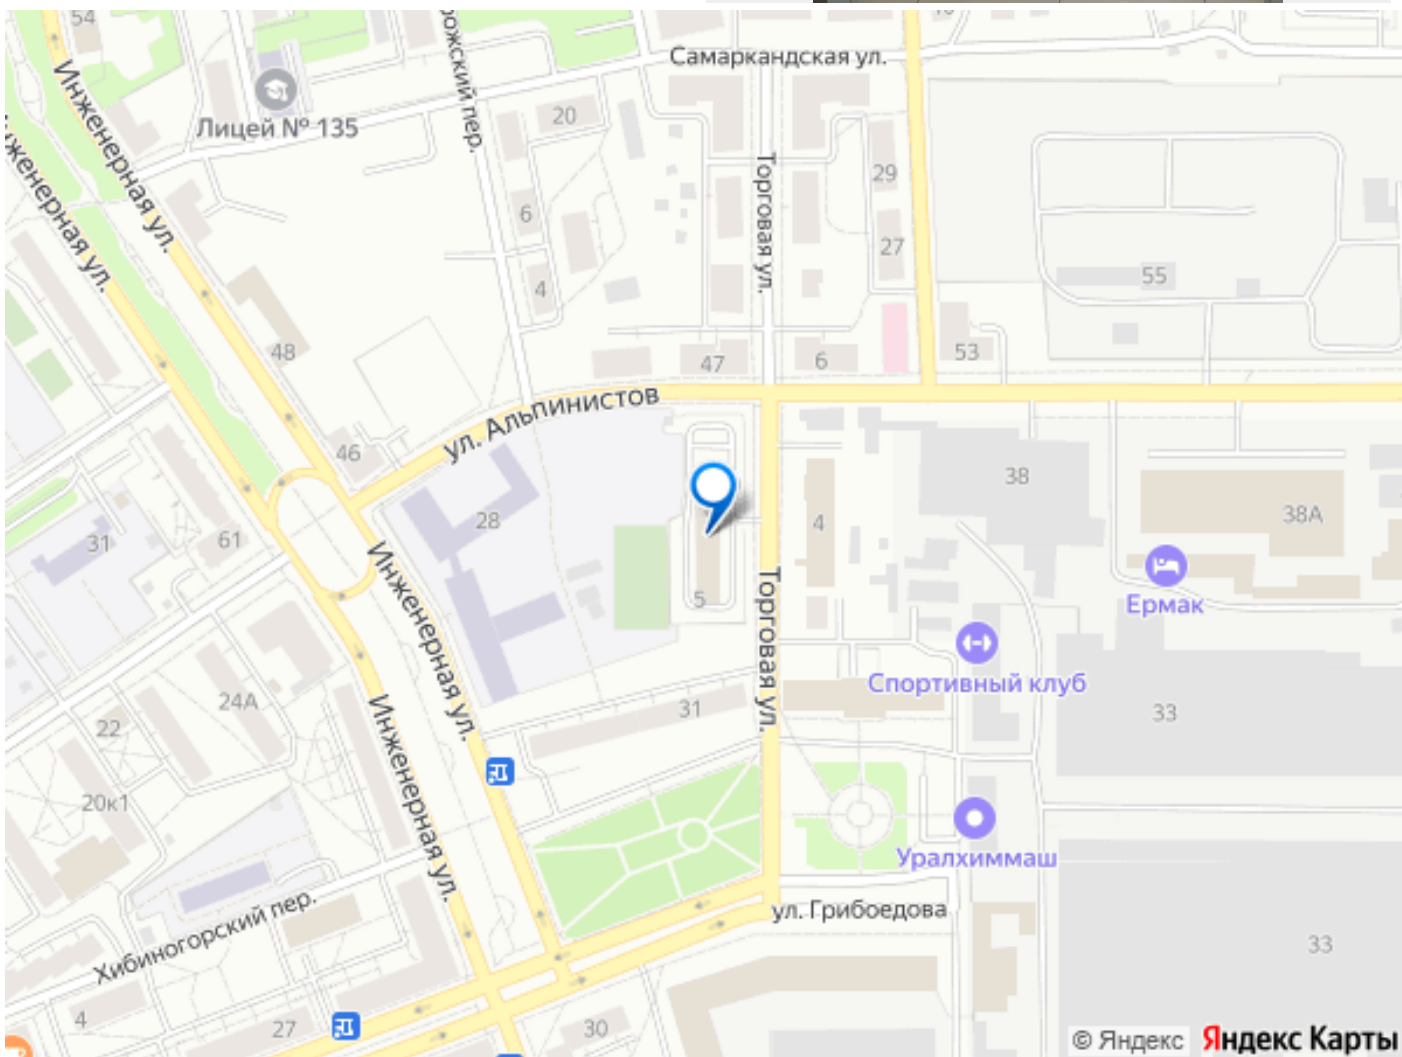 54
Самаркандская ул.
Инженерная ул.
рожский пер.
Лицей № 135
20
женерная ул.
Торговая ул.
29
6
27
4
55
48
47
6
53
ул. Альпинистов
46
38
28
4
38А
31
61
5
Инженерная ул.
Торговая ул.
Ермак
Спортивный клуб
24А
31
33
22
Инженерная ул.
20к1
Уралхиммаш
ул. Грибоедова
Хибиногорский пер.
33
4
27
30
© Яндекс
Яндекс Карты